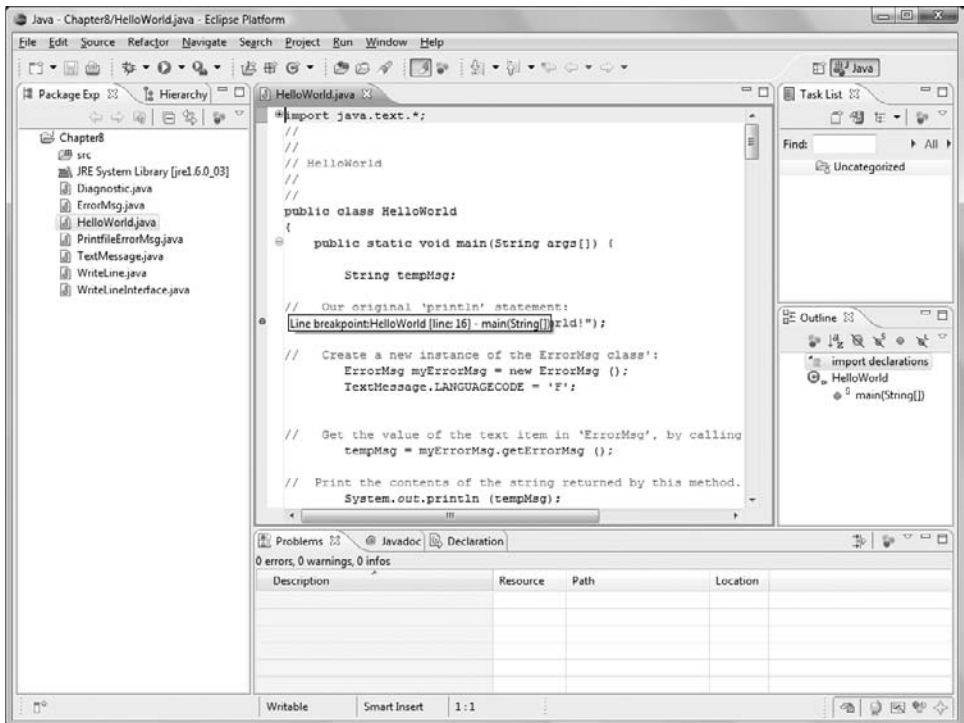 Java - Chapter8/HelloWorld.java - Eclipse Platform
File Edit Source Refactor Navigate Search Project Run Window Help
Java
Package Exp Hierarchy
Chapter8
src
JRE System Library [jre1.6.0_03]
Diagnostic.java
ErrorMsg.java
HelloWorld.java
PrintfileErrorMsg.java
TextMessage.java
WriteLine.java
WriteLineInterface.java
HelloWorld.java
import java.text.*;
//
//
// HelloWorld
//
//
public class HelloWorld
{
public static void main(String args[]) {
String tempMsg;
// Our original 'println' statement:
Line breakpoint:HelloWorld [line: 16] - main(String[]) rld!");
// Create a new instance of the ErrorMsg class':
ErrorMsg myErrorMsg = new ErrorMsg ();
TextMessage.LANGUAGECODE = 'F';
// Get the value of the text item in 'ErrorMsg', by calling
tempMsg = myErrorMsg.getErrorMsg ();
// Print the contents of the string returned by this method.
System.out.println (tempMsg);
Task List
Find: All
Uncategorized
Outline
import declarations
HelloWorld
S main(String[])
Problems @ Javadoc Declaration
0 errors, 0 warnings, 0 infos
Description Resource Path Location
Writable Smart Insert 1:1